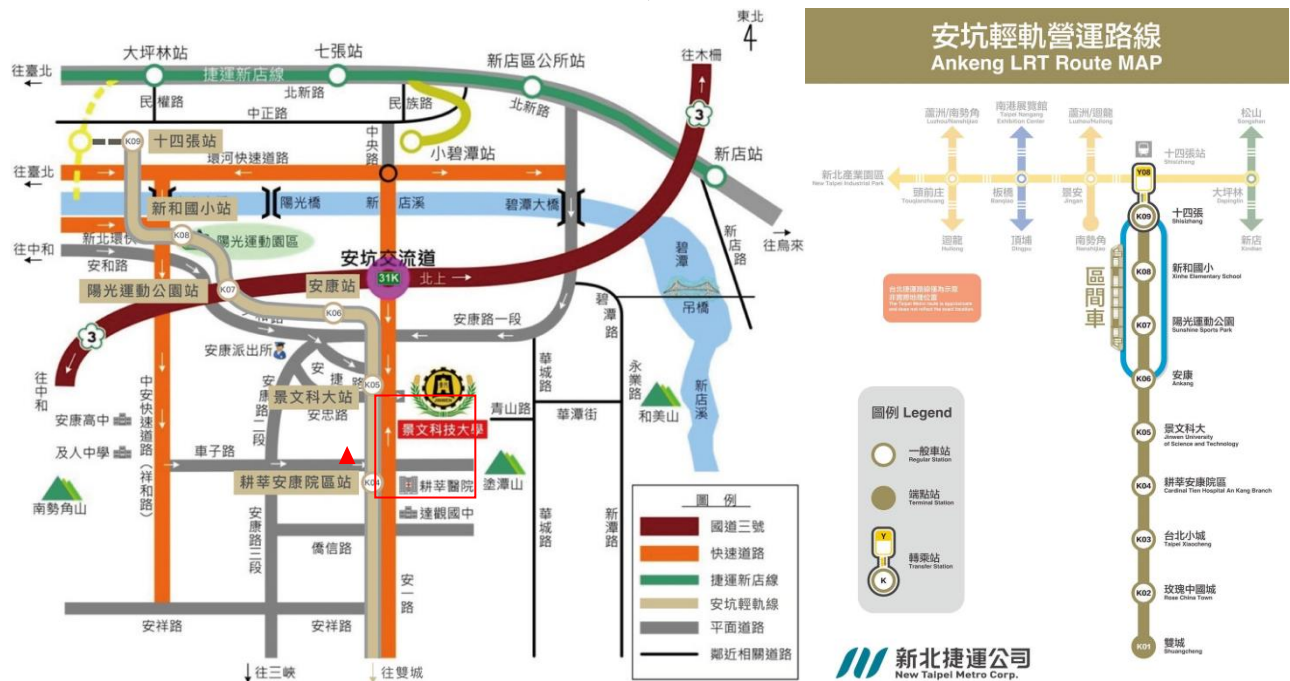 東北
4
大坪林站
七張站
新店區公所站
往木柵
往臺北
捷運新店線
北新路
北新路
民權路
中正路
民族路
3
K09
十四張站
中央路
小碧潭站
新店站
往臺北
環河快速道路
新和國小站
陽光橋
新店溪
碧潭大橋
往烏來
新店路
往中和
新北環快
K08
陽光運動園區
安和路
安坑交流道
31K
北上
碧潭
陽光運動公園站
K07
安康站
K06
吊橋
3
安康路一段
碧潭路
安康派出所
安捷路
華城路
永業路
新店溪
往中和
K05
景文科大站
JINWEN
景文科技大學
青山路
華潭街
和美山
安康高中
及人中學
中安快速道路(祥和路)
安康路二段
安忠路
車子路
K04
耕莘安康院區站
耕莘醫院
塗潭山
南勢角山
達觀國中
安康路三段
僑信路
華城路
新潭路
安一路
安祥路
安祥路
往三峽
往雙城
圖 例
國道三號
快速道路
捷運新店線
安坑輕軌線
平面道路
鄰近相關道路
安坑輕軌營運路線
Ankeng LRT Route MAP
蘆洲/南勢角
Luzhou/Nanshijiao
南港展覽館
Taipei Nangang
Exhibition Center
蘆洲/迴龍
Luzhou/Huilong
松山
Songshan
十四張站
Shisizhang
新北產業園區
New Taipei Industrial Park
Y08
頭前庄
Touqianzhuang
板橋
Banqiao
景安
Jingan
大坪林
Dapinglin
迴龍
Huilong
頂埔
Dingpu
南勢角
Nanshijiao
新店
Xindian
K09
十四張
Shisizhang
區間車
K08
新和國小
Xinhe Elementary School
K07
陽光運動公園
Sunshine Sports Park
K06
安康
Ankang
K05
景文科大
Jinwen University
of Science and Technology
K04
耕莘安康院區
Cardinal Tien Hospital An Kang Branch
K03
台北小城
Taipei Xiaocheng
K02
玫瑰中國城
Rose China Town
K01
雙城
Shuangcheng
圖例 Legend
一般車站
Regular Station
端點站
Terminal Station
Y
K
轉乘站
Transfer Station
新北捷運公司
New Taipei Metro Corp.